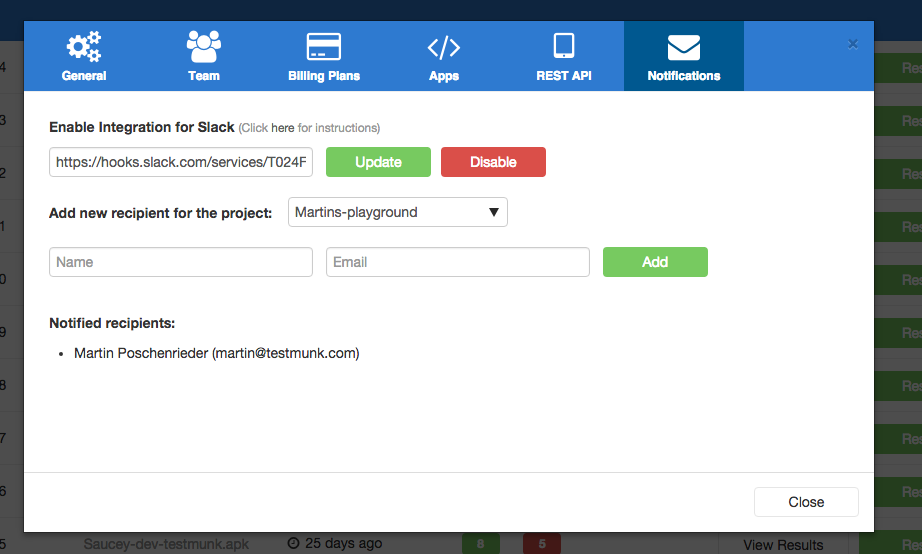 General Team Billing Plans Apps REST API Notifications
×
Enable Integration for Slack (Click here for instructions)
https://hooks.slack.com/services/T024F Update Disable
Add new recipient for the project: Martins-playground
Name Email Add
Notified recipients:
• Martin Poschenrieder (martin@testmunk.com)
Close
4 Res
3 Res
2 Res
1 Res
0 Res
9 Res
8 Res
7 Res
6 Res
5 Saucey-dev-testmunk.apk 25 days ago 8 5 View Results Res